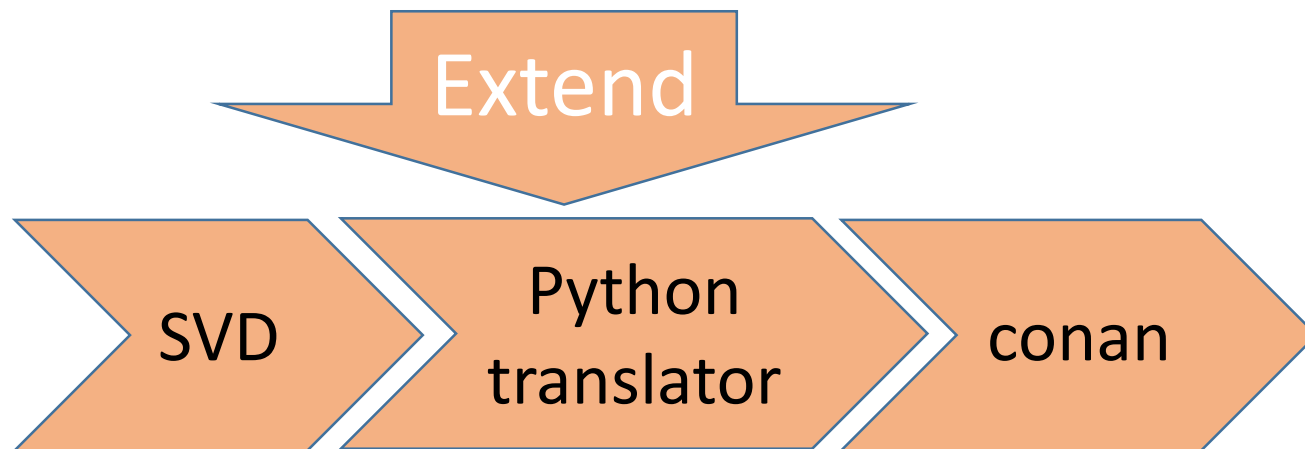 Extend
SVD
Python
translator
conan